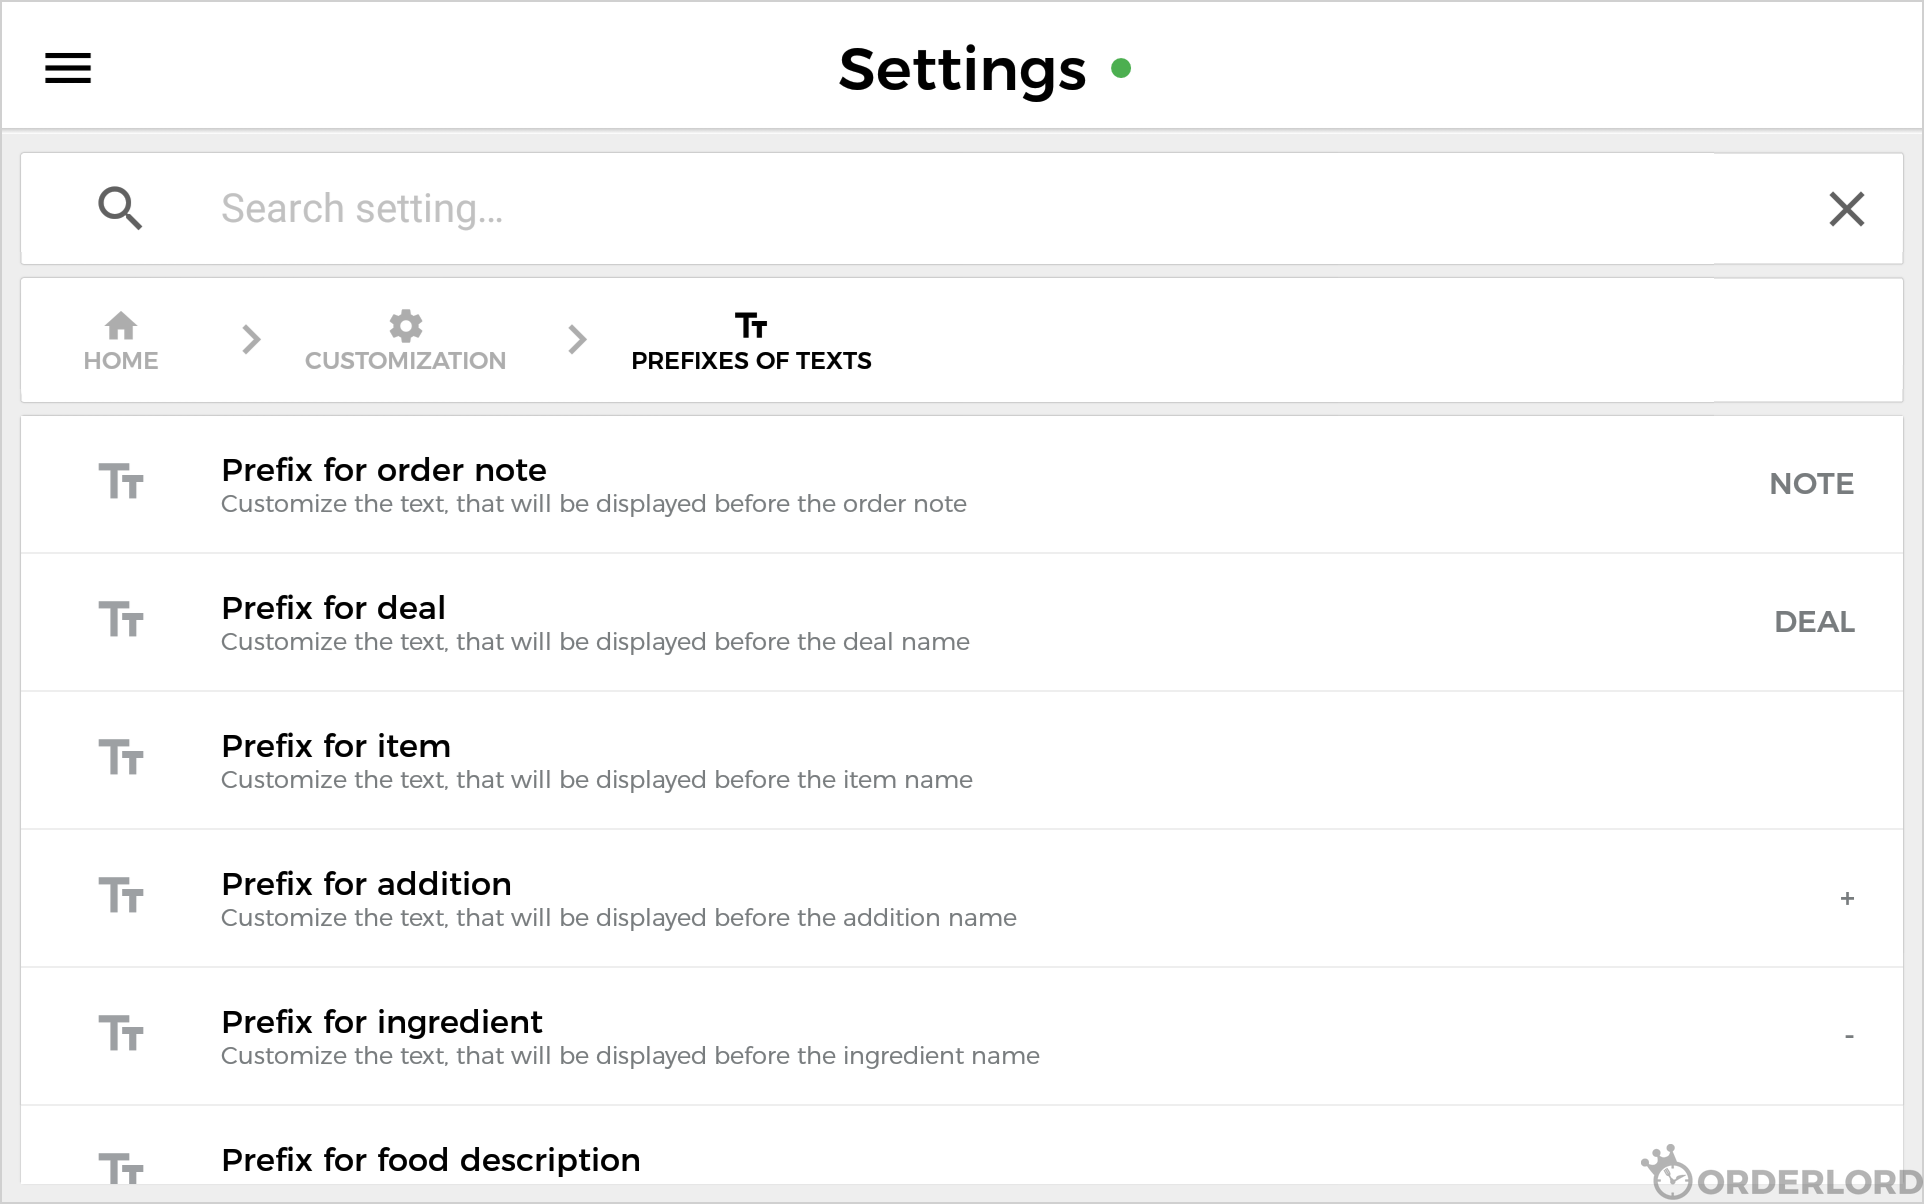 Settings
Search setting...
HOME
CUSTOMIZATION
PREFIXES OF TEXTS
Prefix for order note
Customize the text, that will be displayed before the order note
NOTE
Prefix for deal
Customize the text, that will be displayed before the deal name
DEAL
Prefix for item
Customize the text, that will be displayed before the item name
Prefix for addition
Customize the text, that will be displayed before the addition name
+
Prefix for ingredient
Customize the text, that will be displayed before the ingredient name
-
Prefix for food description
ORDERLORD